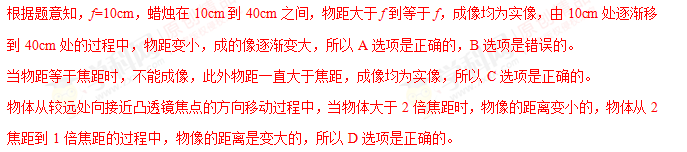 根据题意知，f=10cm，蜡烛在 10cm 到 40cm 之间，物距大于 f 到等于 f，成像均为实像，由 10cm 处逐渐移
到 40cm 处的过程中，物距变小，成的像逐渐变大，所以 A 选项是正确的，B 选项是错误的。
当物距等于焦距时，不能成像，此外物距一直大于焦距，成像均为实像，所以 C 选项是正确的。
物体从较远处向接近凸透镜焦点的方向移动过程中，当物体大于 2 倍焦距时，物像的距离变小的，物体从 2
焦距到 1 倍焦距的过程中，物像的距离是变大的，所以 D 选项是正确的。